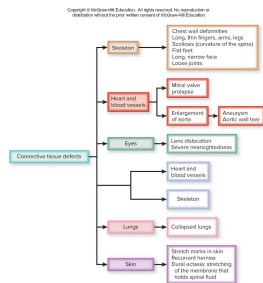 Copyright © McGraw-Hill Education. All rights reserved. No reproduction or
distribution without the prior written consent of McGraw-Hill Education.
Skeleton
Chest wall deformities
Long, thin fingers, arms, legs
Scoliosis (curvature of the spine)
Flat feet
Long, narrow face
Loose joints
Heart and
blood vessels
Mitral valve
prolapse
Enlargement
of aorta
Aneurysm
Aortic wall tear
Eyes
Lens dislocation
Severe nearsightedness
Connective tissue defects
Heart and
blood vessels
Skeleton
Lungs
Collapsed lungs
Skin
Stretch marks in skin
Recurrent hernias
Dural ectasia: stretching
of the membrane that
holds spinal fluid